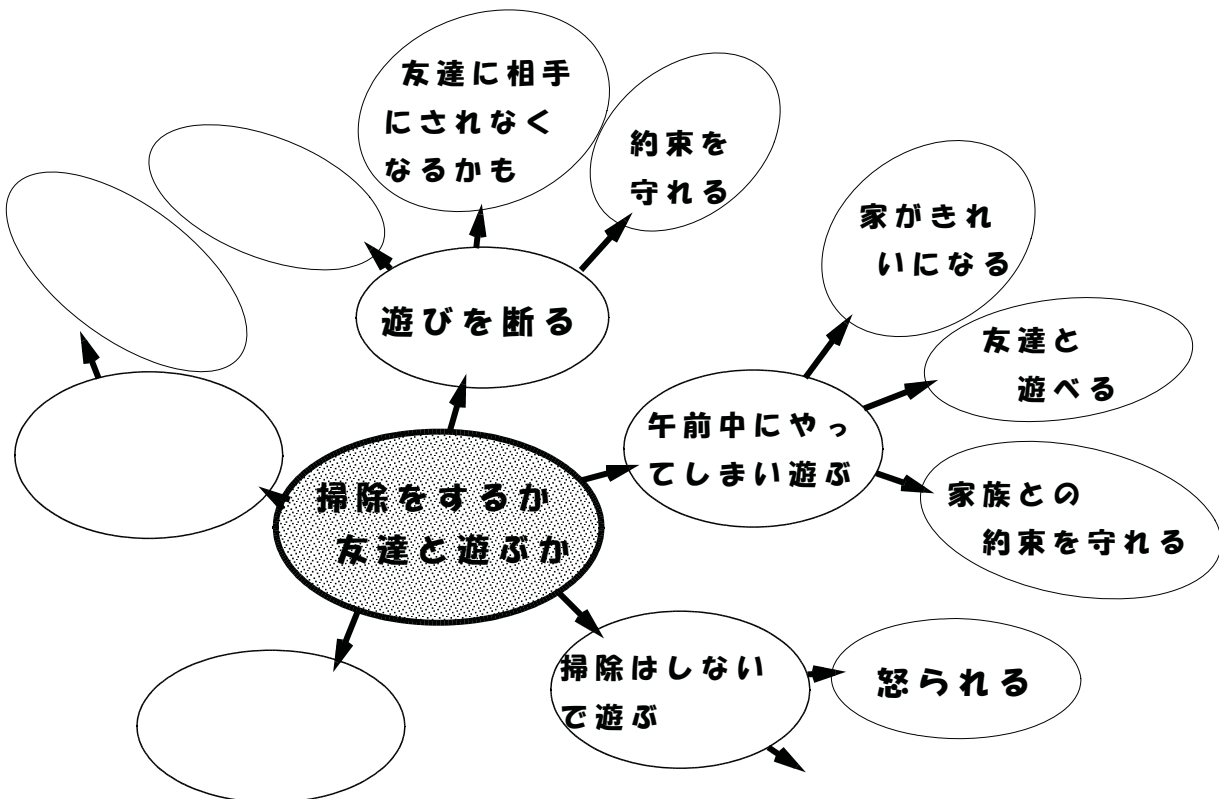 友達に相手
にされなく
なるかも
約束を
守れる
家がきれ
いになる
遊びを断る
友達と
遊べる
午前中にやっ
てしまい遊ぶ
掃除をするか
友達と遊ぶか
家族との
約束を守れる
掃除はしない
で遊ぶ
怒られる